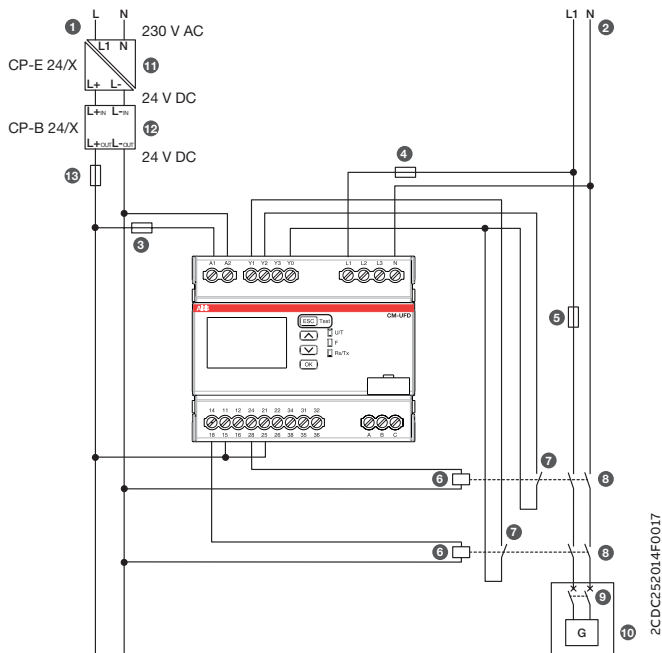 L N
1
230 V AC
L1 N
2
L1 N
CP-E 24/X
11
L+ L-
24 V DC
L+IN L-IN
CP-B 24/X
12
L+OUT L-OUT
24 V DC
13
4
3
A1 A2 Y1 Y2 Y3 Y0 L1 L2 L3 N
ABB
CM-UFD
ESC Test
U/T
F
Rx/Tx
OK
5
14 11 12 24 21 22 34 31 32
18 15 16 28 25 26 38 35 36 A B C
7
6
8
7
6
8
9
G
10
2CDC252014F0017